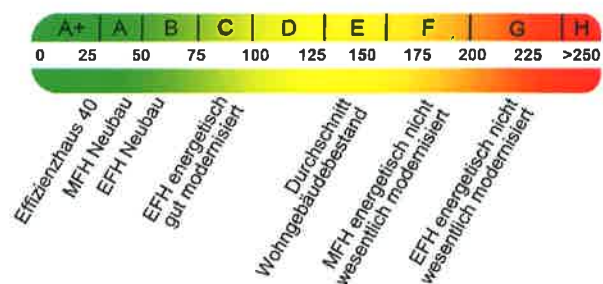 A+ A B C D E F G H
0 25 50 75 100 125 150 175 200 225 >250
Effizienzhaus 40
MFH Neubau
EFH Neubau
EFH energetisch
gut modernisiert
Durchschnitt
Wohngebäudebestand
MFH energetisch nicht
wesentlich modernisiert
EFH energetisch nicht
wesentlich modernisiert